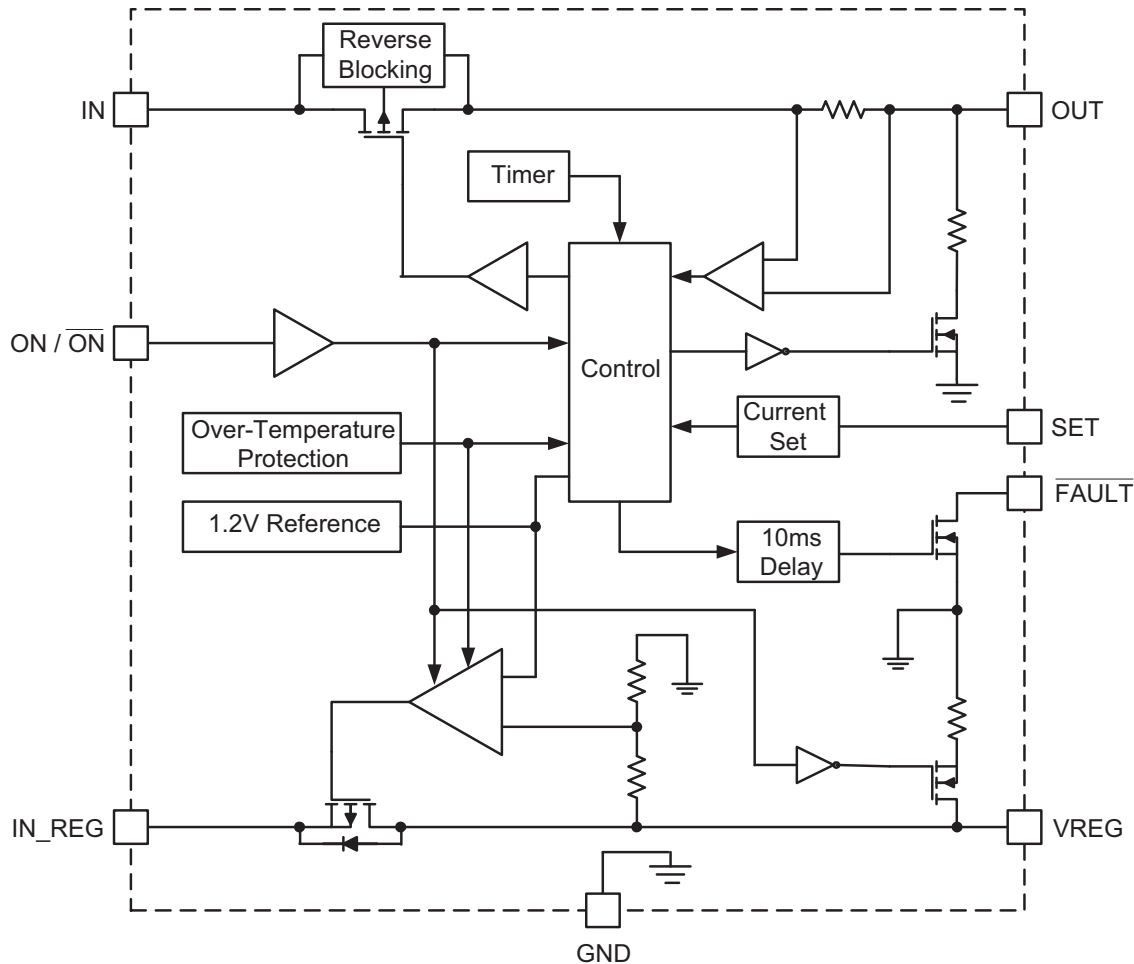 Reverse
Blocking
IN
OUT
Timer
ON / ON
Control
Over-Temperature
Protection
Current
Set
SET
FAULT
1.2V Reference
10ms
Delay
IN_REG
VREG
GND